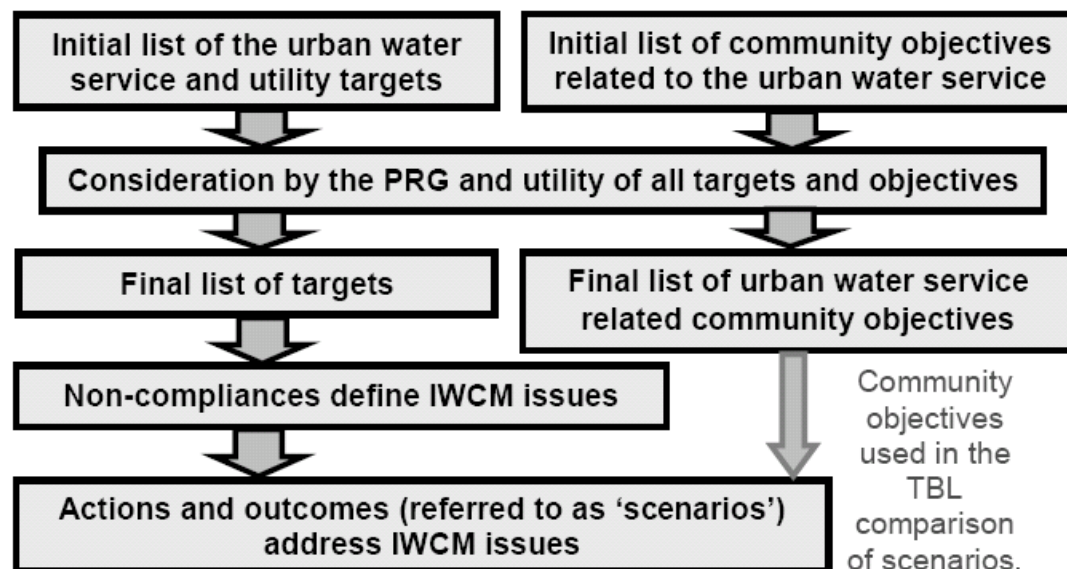 Initial list of the urban water
service and utility targets
Initial list of community objectives
related to the urban water service
Consideration by the PRG and utility of all targets and objectives
Final list of targets
Final list of urban water service
related community objectives
Non-compliances define IWCM issues
Community
objectives
used in the
TBL
comparison
of scenarios.
Actions and outcomes (referred to as ‘scenarios’)
address IWCM issues